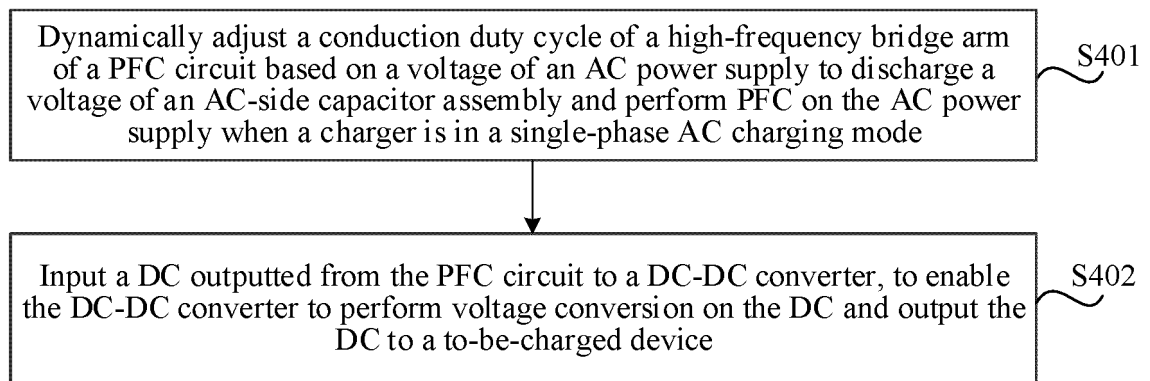 Dynamically adjust a conduction duty cycle of a high-frequency bridge arm
of a PFC circuit based on a voltage of an AC power supply to discharge a
voltage of an AC-side capacitor assembly and perform PFC on the AC power
supply when a charger is in a single-phase AC charging mode
S401
Input a DC outputted from the PFC circuit to a DC-DC converter, to enable
the DC-DC converter to perform voltage conversion on the DC and output the
DC to a to-be-charged device
S402